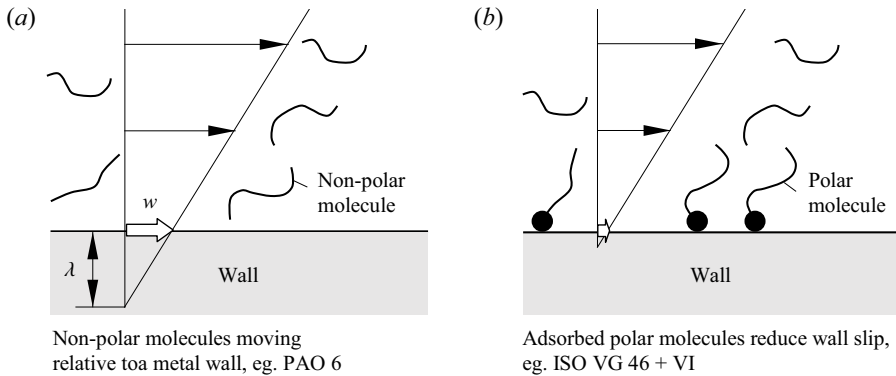 (a)
(b)
Non-polar
molecule
w
λ
Wall
Polar
molecule
Wall
Non-polar molecules moving
relative toa metal wall, eg. PAO 6
Adsorbed polar molecules reduce wall slip,
eg. ISO VG 46 + VI